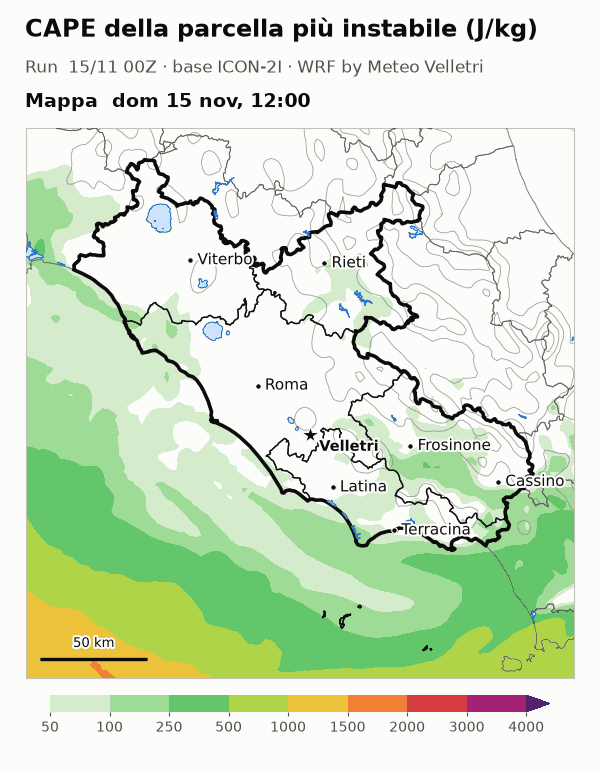 CAPE della parcella più instabile (J/kg)
Run 15/11 00Z · base ICON-2I · WRF by Meteo Velletri
Mappa dom 15 nov, 12:00
Viterbo
Rieti
Roma
Velletri
Frosinone
Cassino
Latina
Terracina
50 km
50 100 250 500 1000 1500 2000 3000 4000